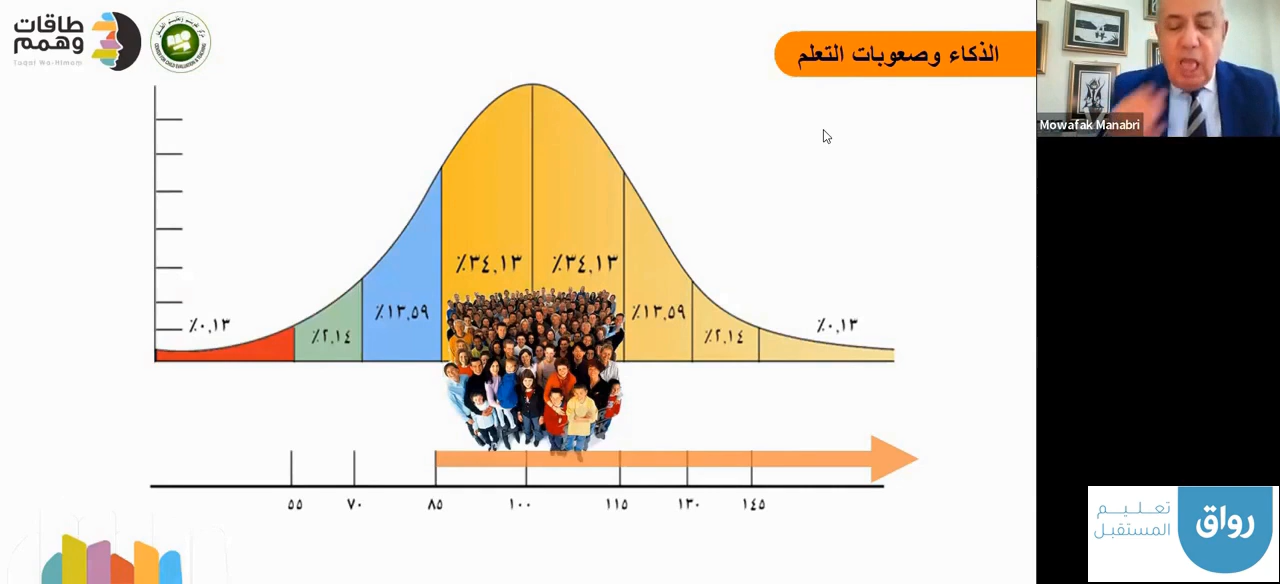 طاقات
وهمم
Taqat Wa-Himam
الذكاء وصعوبات التعلم
Mowafak Manabri
٪٣٤,١٣
٪٣٤,١٣
٪١٣,٥٩
٪١٣,٥٩
٪٠,١٣
٪٢,١٤
٪٢,١٤
٪٠,١٣
٥٥
٧٠
٨٥
١٠٠
١١٥
١٣٠
١٤٥
رواق
تعليم
المستقبل